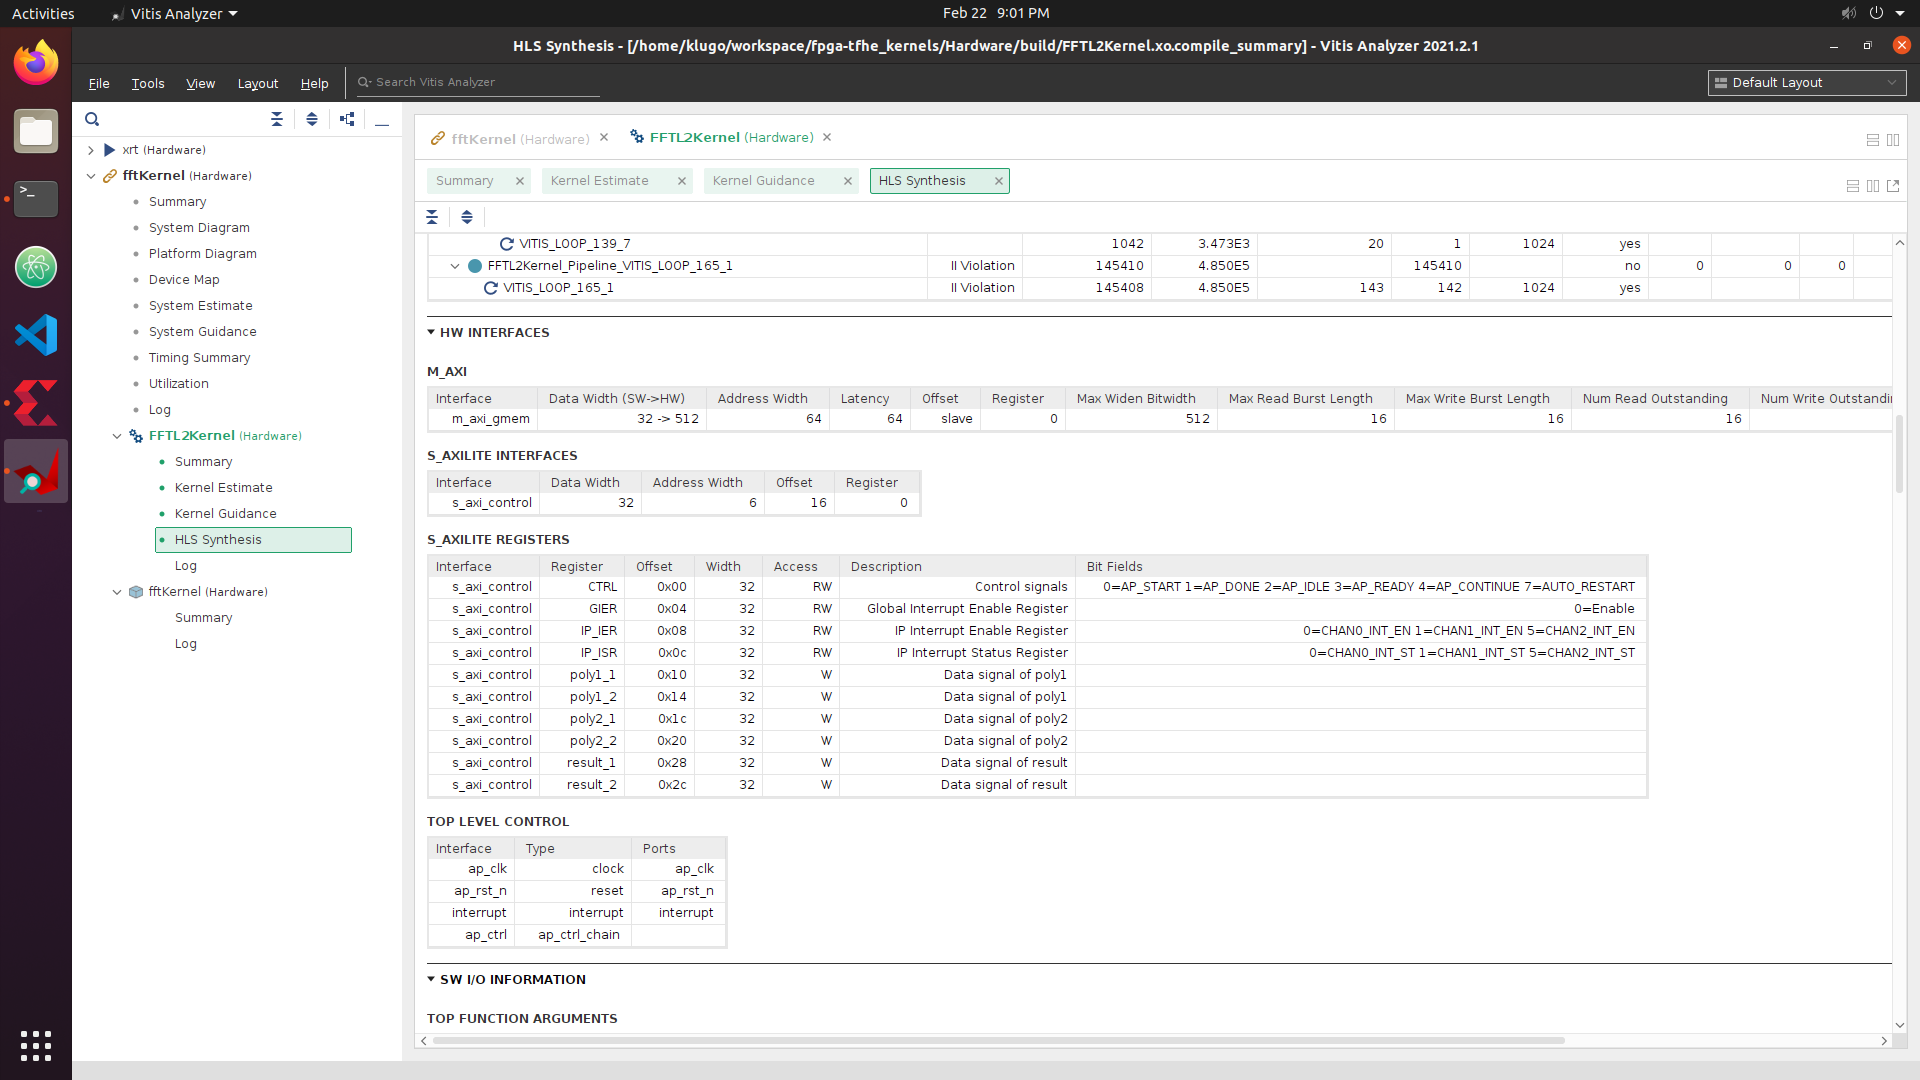 Activities
Vitis Analyzer
Feb 22 9:01 PM
HLS Synthesis - [/home/klugo/workspace/fpga-tfhe_kernels/Hardware/build/FFTL2Kernel.xo.compile_summary] - Vitis Analyzer 2021.2.1
File Tools View Layout Help
Search Vitis Analyzer
Default Layout
xrt (Hardware)
fftKernel (Hardware)
Summary
System Diagram
Platform Diagram
Device Map
System Estimate
System Guidance
Timing Summary
Utilization
Log
FFTL2Kernel (Hardware)
Summary
Kernel Estimate
Kernel Guidance
HLS Synthesis
Log
fftKernel (Hardware)
Summary
Log
fftKernel (Hardware) FFTL2Kernel (Hardware)
Summary Kernel Estimate Kernel Guidance HLS Synthesis
VITIS_LOOP_139_7 1042 3.473E3 20 1 1024 yes
FFTL2Kernel_Pipeline_VITIS_LOOP_165_1 II Violation 145410 4.850E5 145410 no 0 0 0
VITIS_LOOP_165_1 II Violation 145408 4.850E5 143 142 1024 yes
HW INTERFACES
M_AXI
Interface Data Width (SW->HW) Address Width Latency Offset Register Max Widen Bitwidth Max Read Burst Length Max Write Burst Length Num Read Outstanding Num Write Outstandin
m_axi_gmem 32 -> 512 64 64 slave 0 512 16 16 16
S_AXILITE INTERFACES
Interface Data Width Address Width Offset Register
s_axi_control 32 6 16 0
S_AXILITE REGISTERS
Interface Register Offset Width Access Description Bit Fields
s_axi_control CTRL 0x00 32 RW Control signals 0=AP_START 1=AP_DONE 2=AP_IDLE 3=AP_READY 4=AP_CONTINUE 7=AUTO_RESTART
s_axi_control GIER 0x04 32 RW Global Interrupt Enable Register 0=Enable
s_axi_control IP_IER 0x08 32 RW IP Interrupt Enable Register 0=CHAN0_INT_EN 1=CHAN1_INT_EN 5=CHAN2_INT_EN
s_axi_control IP_ISR 0x0c 32 RW IP Interrupt Status Register 0=CHAN0_INT_ST 1=CHAN1_INT_ST 5=CHAN2_INT_ST
s_axi_control poly1_1 0x10 32 W Data signal of poly1
s_axi_control poly1_2 0x14 32 W Data signal of poly1
s_axi_control poly2_1 0x1c 32 W Data signal of poly2
s_axi_control poly2_2 0x20 32 W Data signal of poly2
s_axi_control result_1 0x28 32 W Data signal of result
s_axi_control result_2 0x2c 32 W Data signal of result
TOP LEVEL CONTROL
Interface Type Ports
ap_clk clock ap_clk
ap_rst_n reset ap_rst_n
interrupt interrupt interrupt
ap_ctrl ap_ctrl_chain
SW I/O INFORMATION
TOP FUNCTION ARGUMENTS